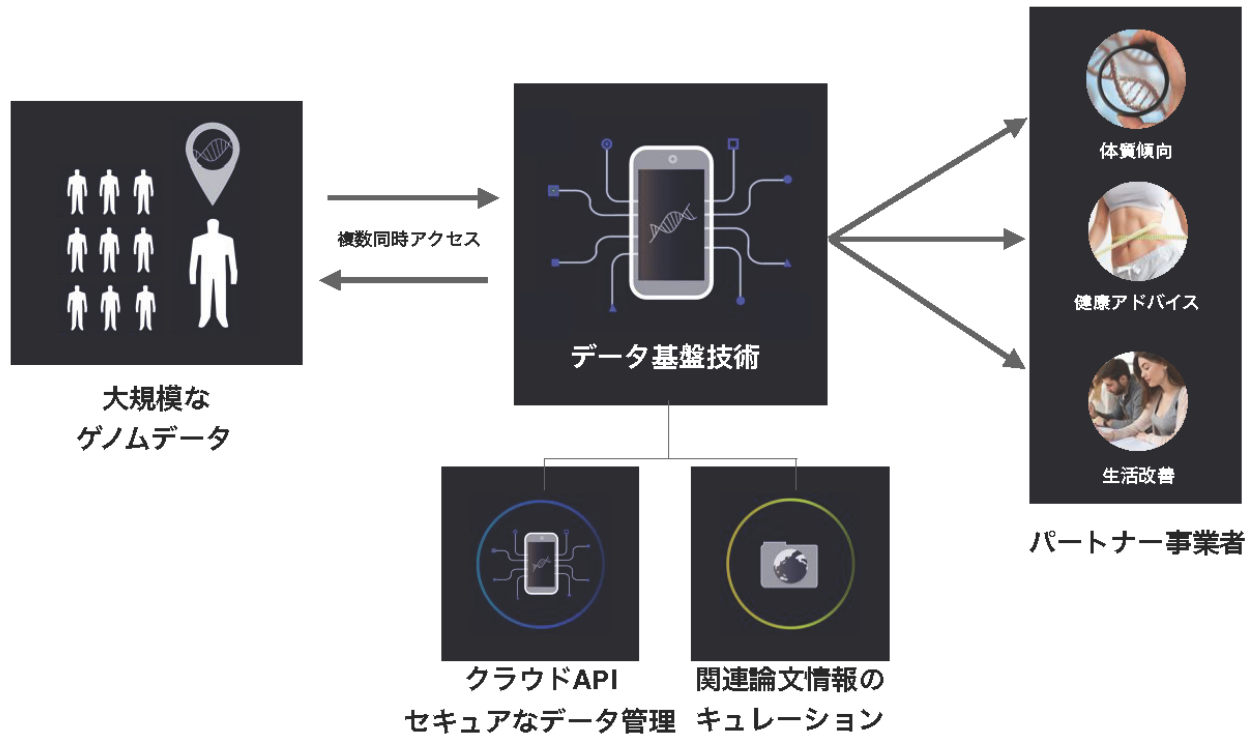 大規模な
ゲノムデータ
複数同時アクセス
データ基盤技術
クラウドAPI
セキュアなデータ管理
関連論文情報の
キュレーション
体質傾向
健康アドバイス
生活改善
パートナー事業者